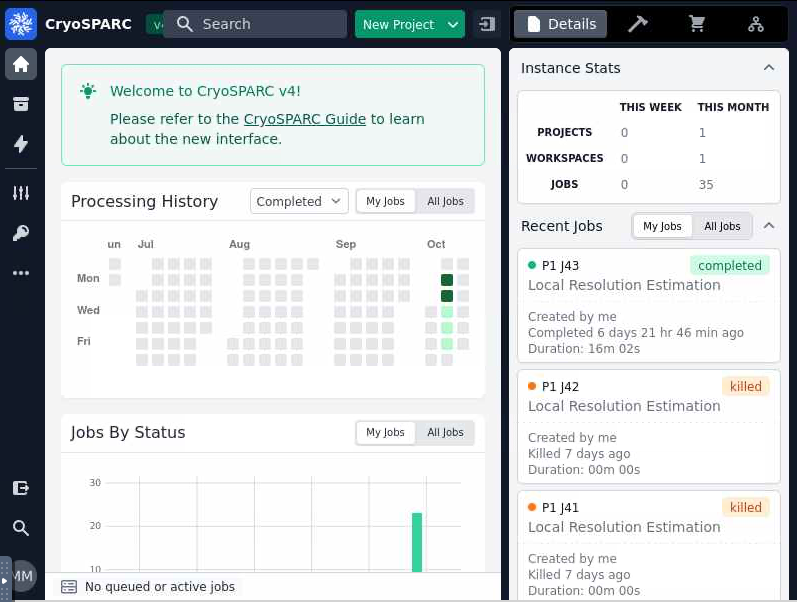 CryoSPARC
Search
New Project
Details
Welcome to CryoSPARC v4!
Please refer to the CryoSPARC Guide to learn
about the new interface.
Processing History
Completed
My Jobs
All Jobs
un Jul Aug Sep Oct
Mon
Wed
Fri
Jobs By Status
My Jobs
All Jobs
30
20
10
No queued or active jobs
MM
Instance Stats
THIS WEEK THIS MONTH
PROJECTS 0 1
WORKSPACES 0 1
JOBS 0 35
Recent Jobs
My Jobs
All Jobs
P1 J43 completed
Local Resolution Estimation
Created by me
Completed 6 days 21 hr 46 min ago
Duration: 16m 02s
P1 J42 killed
Local Resolution Estimation
Created by me
Killed 7 days ago
Duration: 00m 00s
P1 J41 killed
Local Resolution Estimation
Created by me
Killed 7 days ago
Duration: 00m 00s